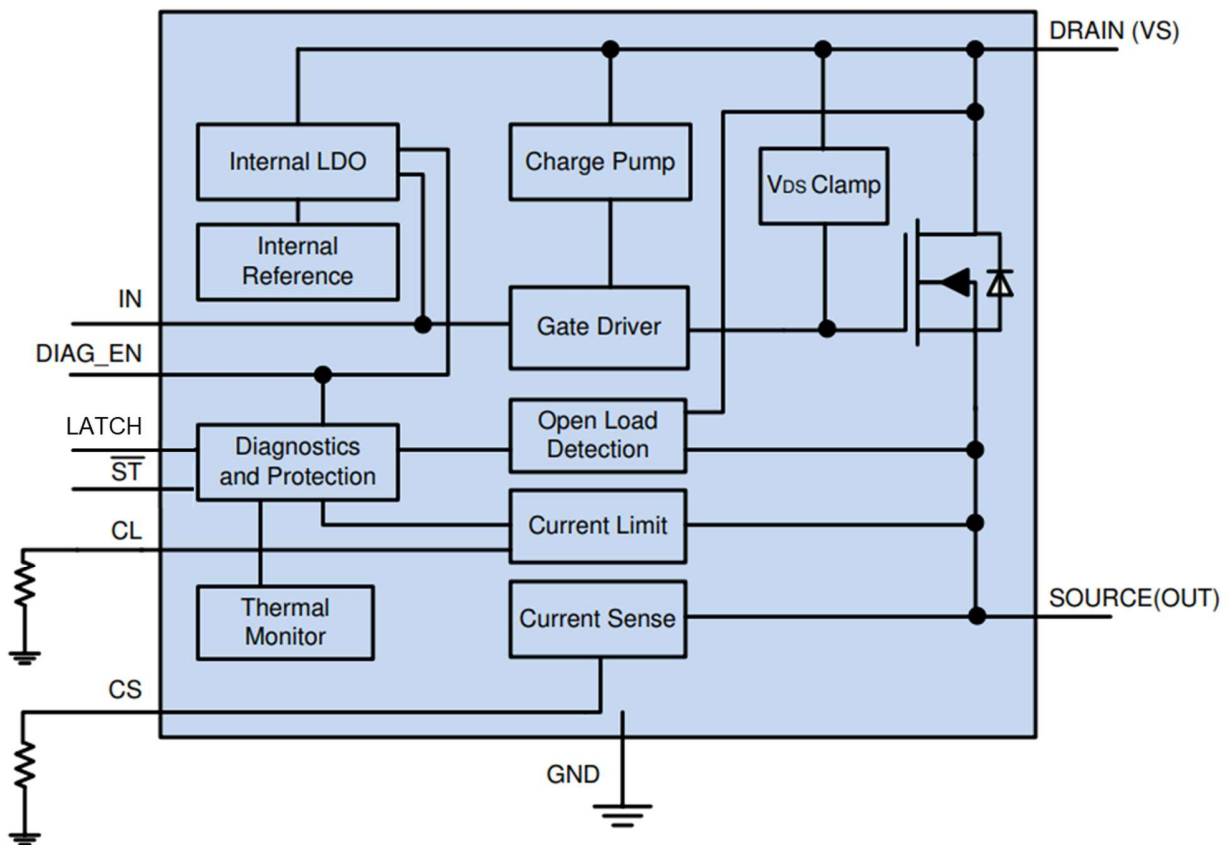 DRAIN (VS)
Internal LDO
Charge Pump
VDS Clamp
Internal
Reference
IN
Gate Driver
DIAG_EN
LATCH
Open Load
Detection
Diagnostics
and Protection
ST
Current Limit
CL
Thermal
Monitor
Current Sense
SOURCE(OUT)
CS
GND